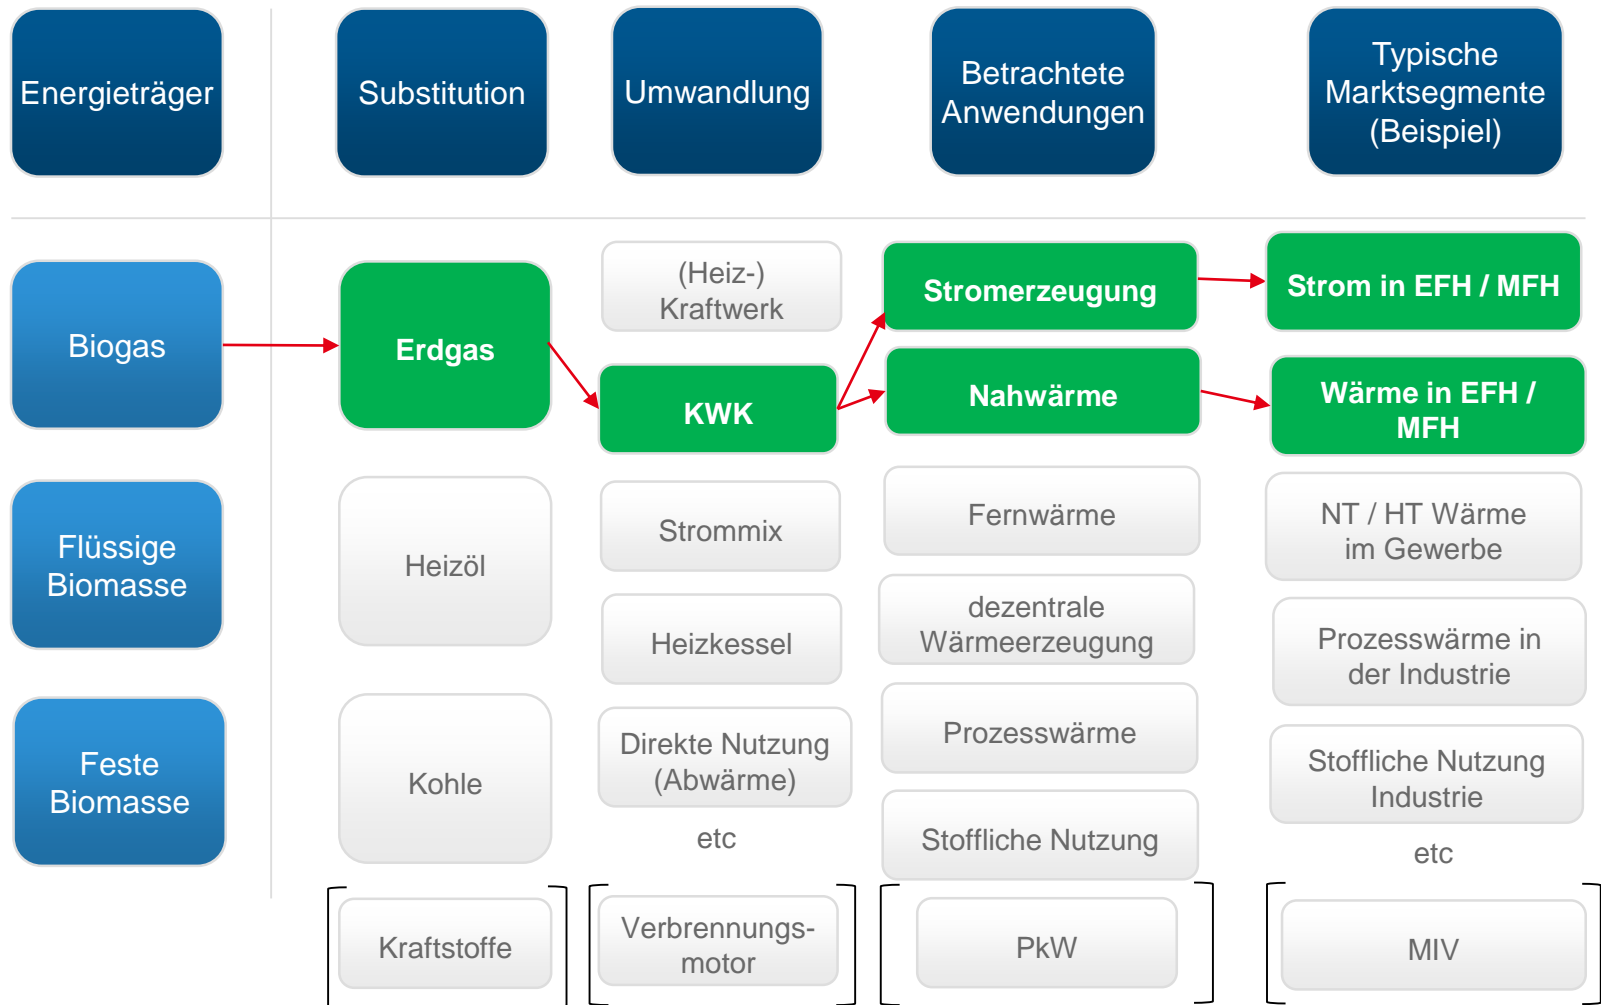 Energieträger
Substitution
Umwandlung
Betrachtete
Anwendungen
Typische
Marktsegmente
(Beispiel)
Biogas
Erdgas
(Heiz-)
Kraftwerk
KWK
Stromerzeugung
Nahwärme
Strom in EFH / MFH
Wärme in EFH /
MFH
Flüssige
Biomasse
Heizöl
Strommix
Heizkessel
Fernwärme
dezentrale
Wärmeerzeugung
NT / HT Wärme
im Gewerbe
Prozesswärme in
der Industrie
Feste
Biomasse
Kohle
Direkte Nutzung
(Abwärme)
etc
Prozesswärme
Stoffliche Nutzung
Stoffliche Nutzung
Industrie
etc
Kraftstoffe
Verbrennungs-
motor
PkW
MIV